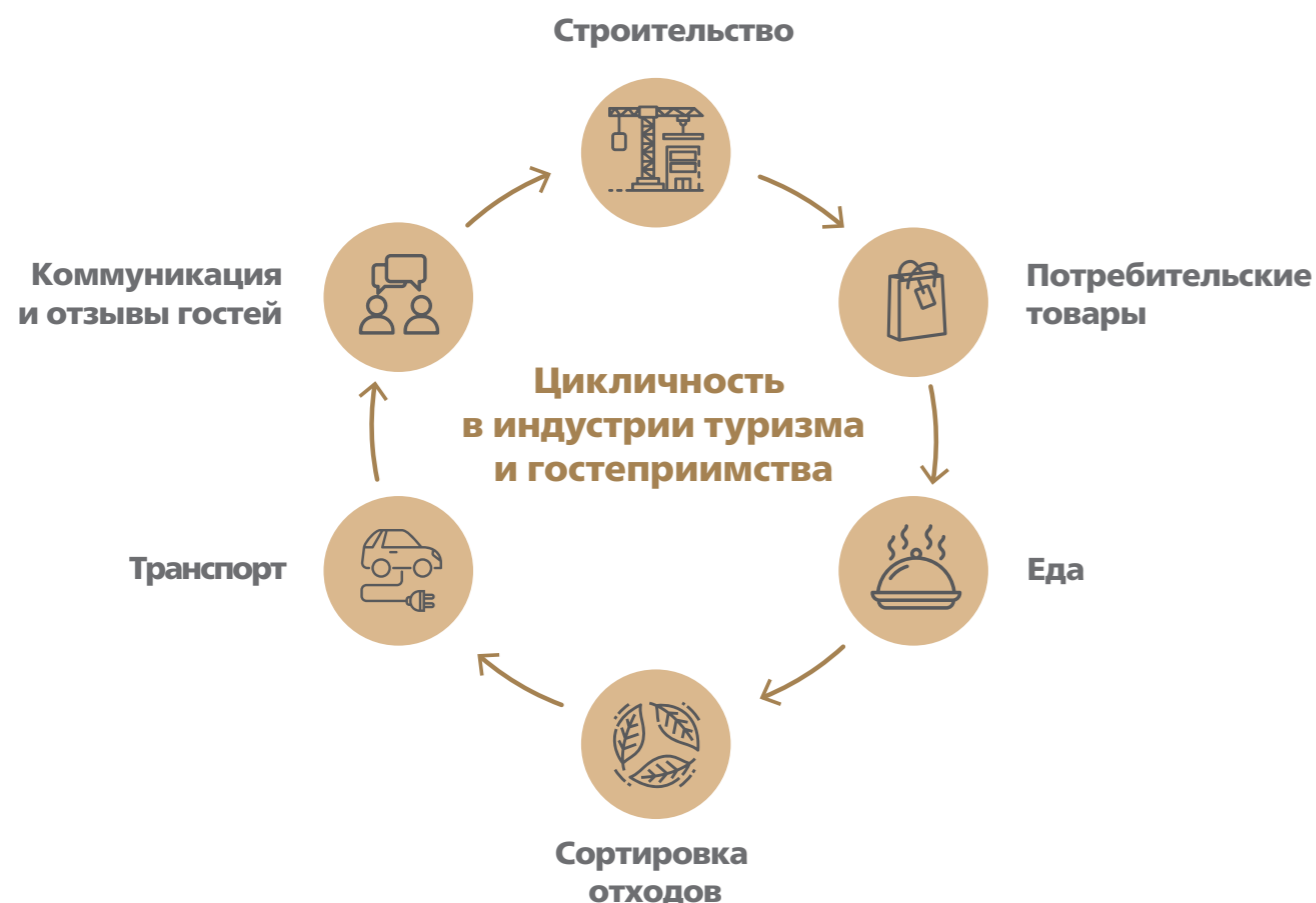 Строительство
Потребительские
товары
Еда
Сортировка
отходов
Транспорт
Коммуникация
и отзывы гостей
Цикличность
в индустрии туризма
и гостеприимства